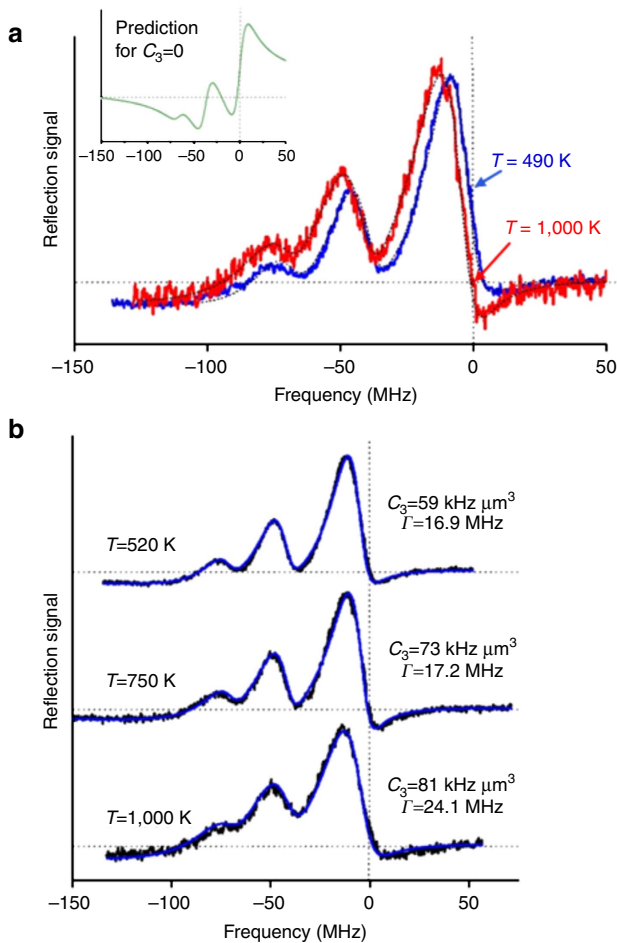 a
Prediction
for C₃=0
−150
−100
−50
0
50
T = 490 K
T = 1,000 K
Reflection signal
−150
−100
−50
0
50
Frequency (MHz)
b
C₃=59 kHz μm³
Γ=16.9 MHz
T=520 K
C₃=73 kHz μm³
Γ=17.2 MHz
T=750 K
Reflection signal
C₃=81 kHz μm³
Γ=24.1 MHz
T=1,000 K
−150
−100
−50
0
50
Frequency (MHz)